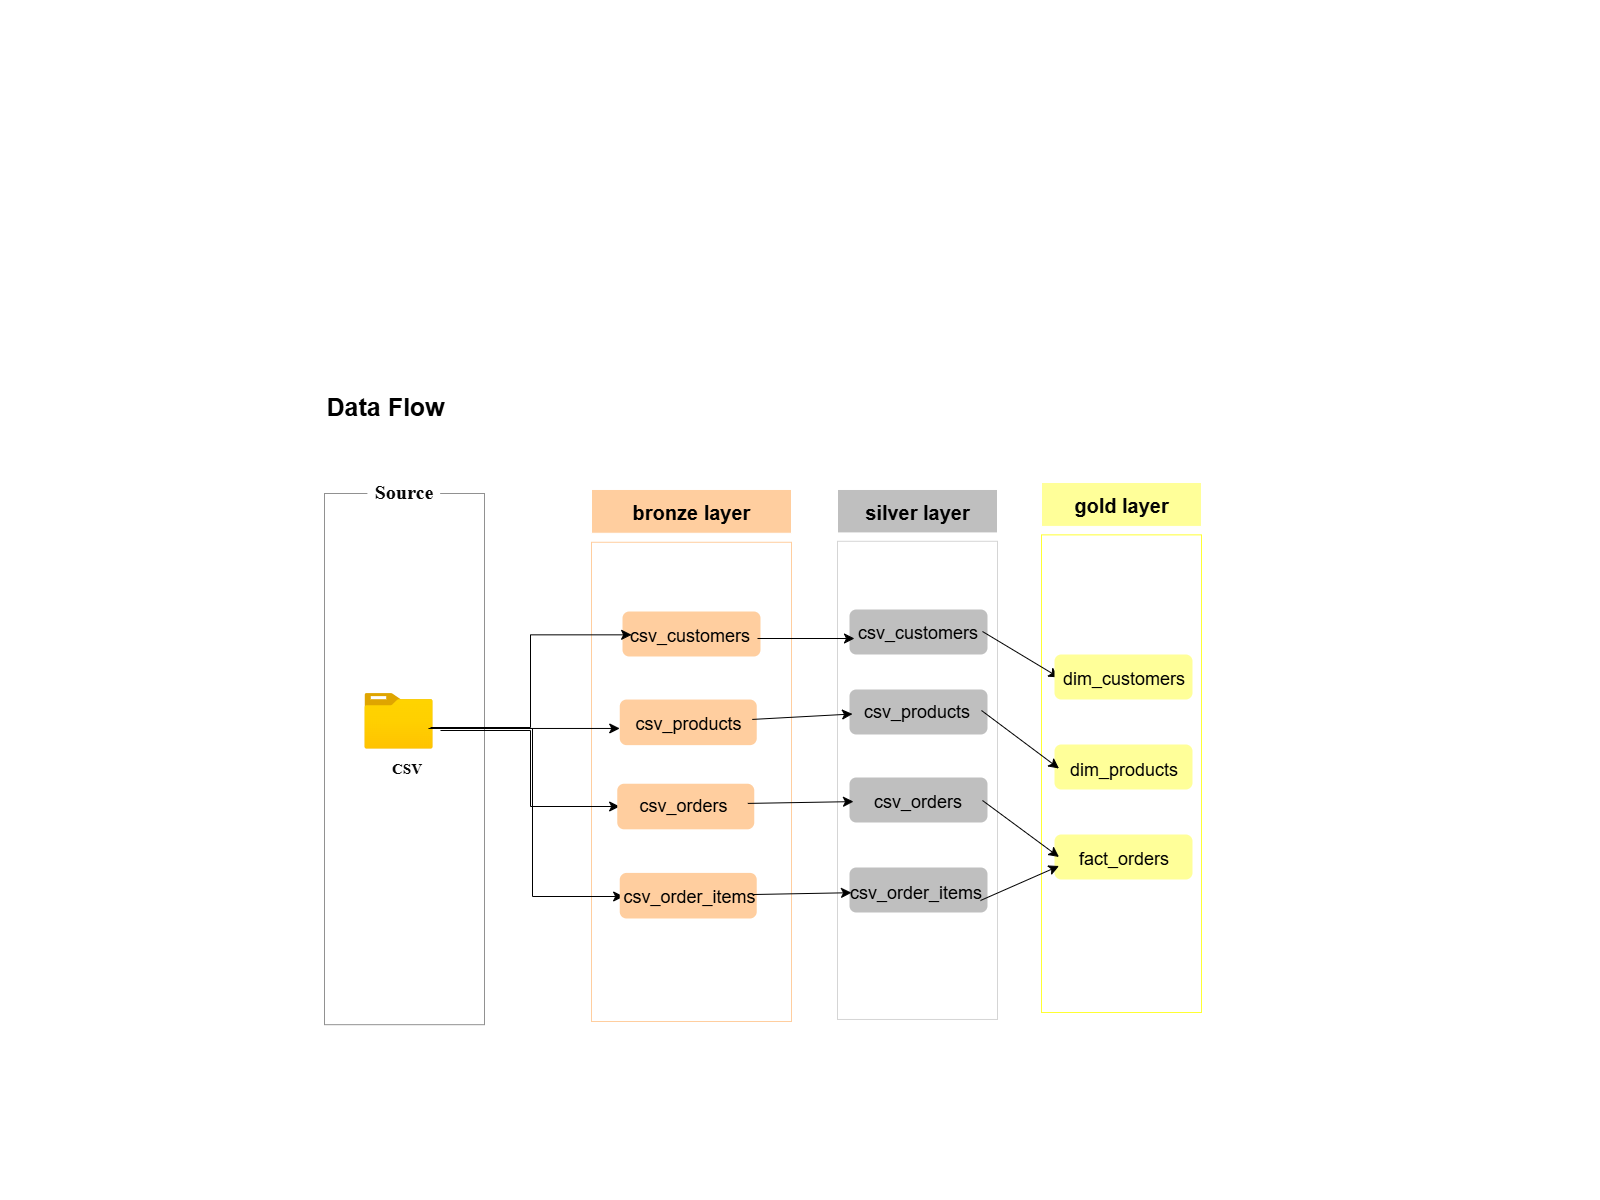 Data Flow
Source
bronze layer
silver layer
gold layer
csv_customers
csv_customers
dim_customers
csv_products
csv_products
dim_products
CSV
csv_orders
csv_orders
fact_orders
csv_order_items
csv_order_items